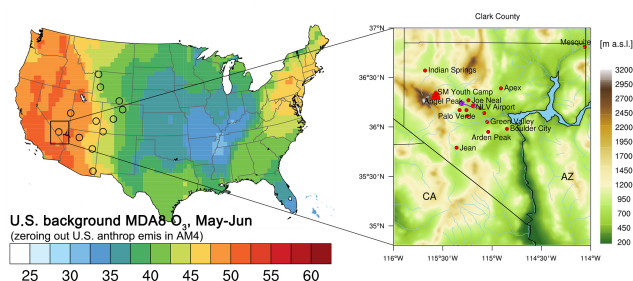 Clark County
[m a.s.l.]
37°N
36°30'N
36°N
35°30'N
35°N
116°W
115°30'W
115°W
114°30'W
114°W
Mesquite
Indian Springs
SM Youth Camp
Apex
Angel Peak
Joe Neal
NLV Airport
Palo Verde
Green Valley
Boulder City
Arden Peak
Jean
CA
AZ
3200
2950
2700
2450
2200
1950
1700
1450
1200
900
650
400
200
U.S. background MDA8 O3, May-Jun
(zeroing out U.S. anthrop emis in AM4)
25 30 35 40 45 50 55 60